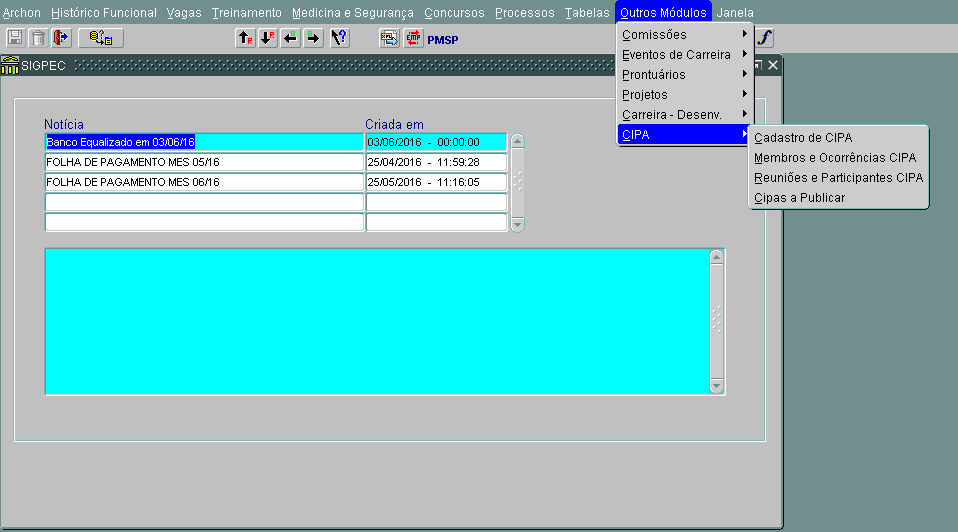 Archon Histórico Funcional Vagas Treinamento Medicina e Segurança Concursos Processos Tabelas Outros Módulos Janela
PMSP
SIGPEC
Comissões
Eventos de Carreira
Prontuários
Projetos
Carreira - Desenv.
CIPA
Cadastro de CIPA
Membros e Ocorrências CIPA
Reuniões e Participantes CIPA
Cipas a Publicar
Notícia Criada em
Banco Equalizado em 03/06/16 03/06/2016 - 00:00:00
FOLHA DE PAGAMENTO MES 05/16 25/04/2016 - 11:59:28
FOLHA DE PAGAMENTO MES 06/16 25/05/2016 - 11:16:05